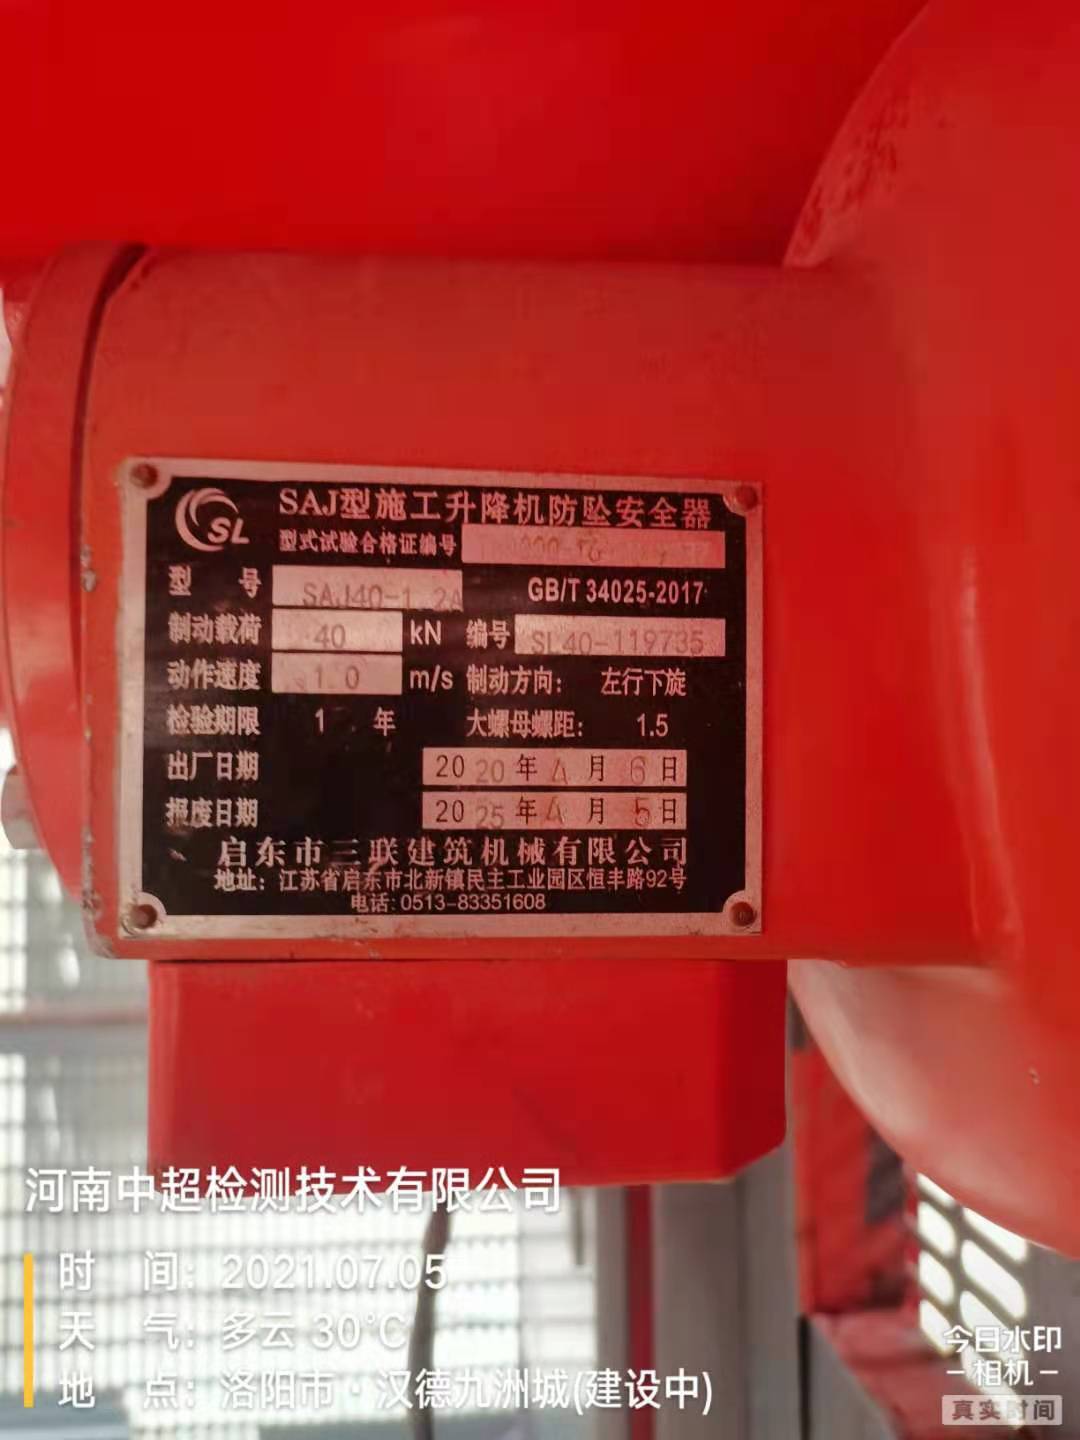 SL
SAJ型施工升降机防坠安全器
型式试验合格证编号
型 号 SAJ40-1.2A GB/T 34025-2017
制动载荷 40 kN 编号 SL40-119735
动作速度 1.0 m/s 制动方向: 左行下旋
检验期限 1 年 大螺母螺距: 1.5
出厂日期 2020年4月6日
报废日期 2025年4月5日
启东市三联建筑机械有限公司
地址: 江苏省启东市北新镇民主工业园区恒丰路92号
电话: 0513-83351608
河南中超检测技术有限公司
时 间: 2021.07.05
天 气: 多云 30℃
地 点: 洛阳市·汉德九洲城(建设中)
今日水印
-相机-
真实时间